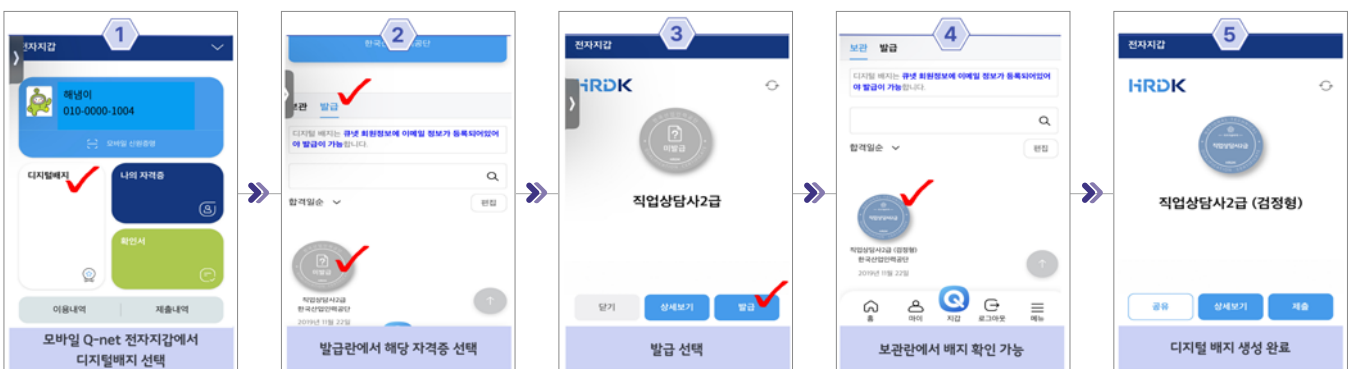 1
전자지갑
해냄이
010-0000-1004
모바일 신원증명
디지털배지
나의 자격증
확인서
이용내역
제출내역
모바일 Q-net 전자지갑에서
디지털배지 선택
2
한국산업인력공단
보관 발급
디지털 배지는 큐넷 회원정보에 이메일 정보가 등록되어있어
야 발급이 가능합니다.
합격일순
편집
미발급
직업상담사2급
한국산업인력공단
2019년 11월 22일
발급란에서 해당 자격증 선택
3
전자지갑
HRDK
미발급
직업상담사2급
닫기
상세보기
발급
발급 선택
4
보관 발급
디지털 배지는 큐넷 회원정보에 이메일 정보가 등록되어있어
야 발급이 가능합니다.
합격일순
편집
직업상담사2급
직업상담사2급 (검정형)
한국산업인력공단
2019년 11월 22일
홈
마이
지갑
로그아웃
메뉴
보관란에서 배지 확인 가능
5
전자지갑
HRDK
직업상담사2급
직업상담사2급 (검정형)
공유
상세보기
제출
디지털 배지 생성 완료